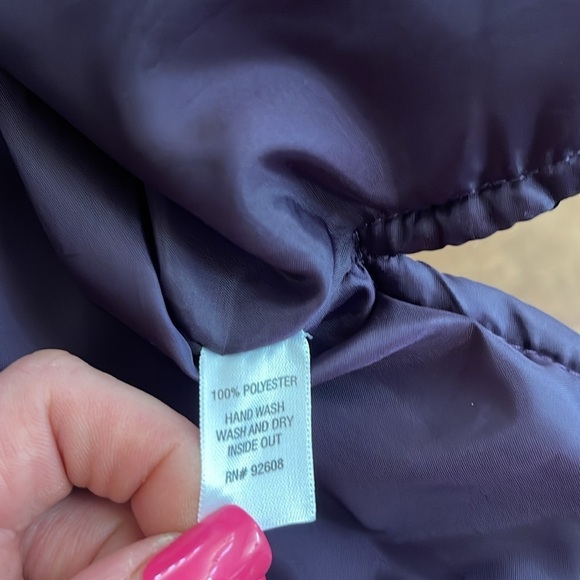 100% POLYESTER
HAND WASH
WASH AND DRY
INSIDE OUT
RN# 92608